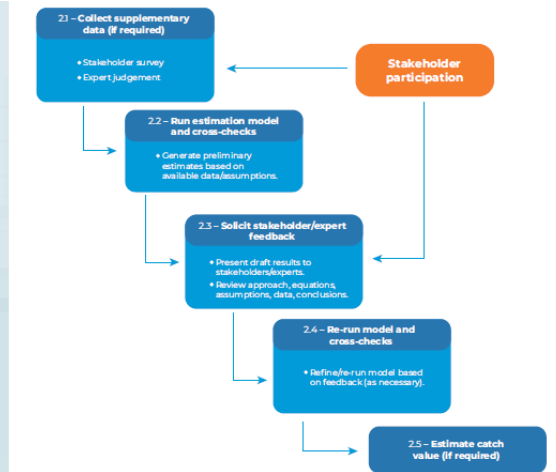 2.1 – Collect supplementary
data (if required)
• Stakeholder survey
• Expert judgement
Stakeholder
participation
2.2 – Run estimation model
and cross-checks
• Generate preliminary
estimates based on
available data/assumptions.
2.3 – Solicit stakeholder/expert
feedback
• Present draft results to
stakeholders/experts.
• Review approach, equations,
assumptions, data, conclusions.
2.4 – Re-run model and
cross-checks
• Refine/re-run model based
on feedback (as necessary).
2.5 – Estimate catch
value (if required)